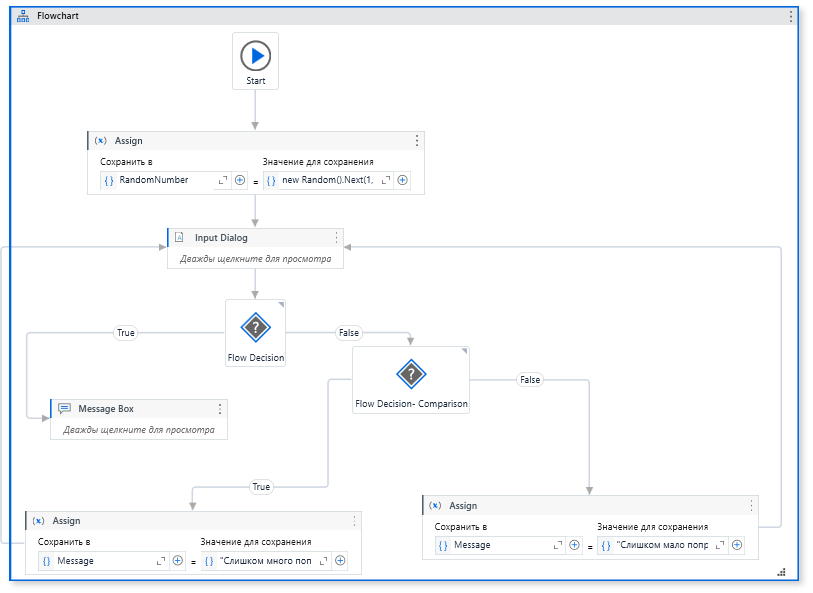 Flowchart
Start
Assign
Сохранить в
Значение для сохранения
RandomNumber
=
new Random().Next(1,
Input Dialog
Дважды щелкните для просмотра
True
False
Flow Decision
False
Flow Decision- Comparison
Message Box
Дважды щелкните для просмотра
True
Assign
Сохранить в
Значение для сохранения
Message
=
"Слишком много поп
Assign
Сохранить в
Значение для сохранения
Message
=
"Слишком мало попр